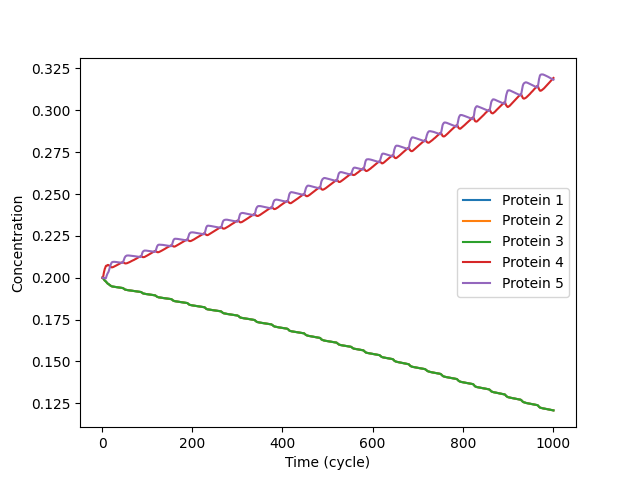 0.325
0.300
0.275
0.250
0.225
0.200
0.175
0.150
0.125
Concentration
Protein 1
Protein 2
Protein 3
Protein 4
Protein 5
0 200 400 600 800 1000
Time (cycle)